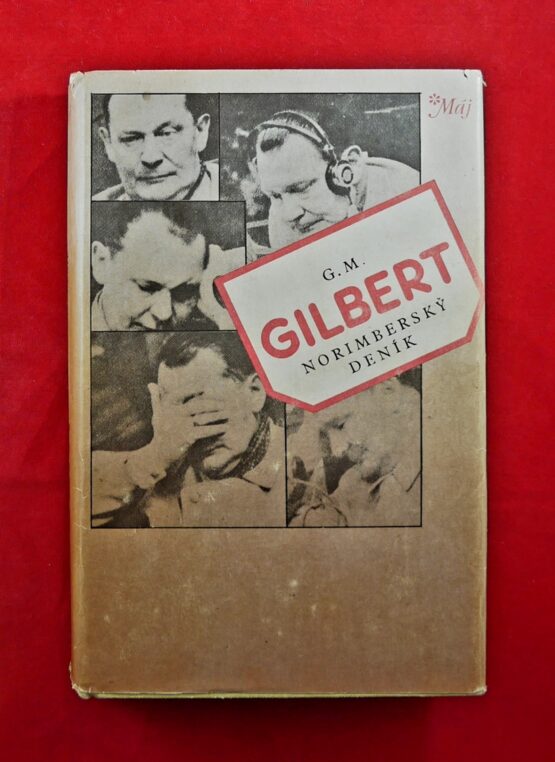 *Máj
G. M.
GILBERT
NORIMBERSKÝ
DENÍK